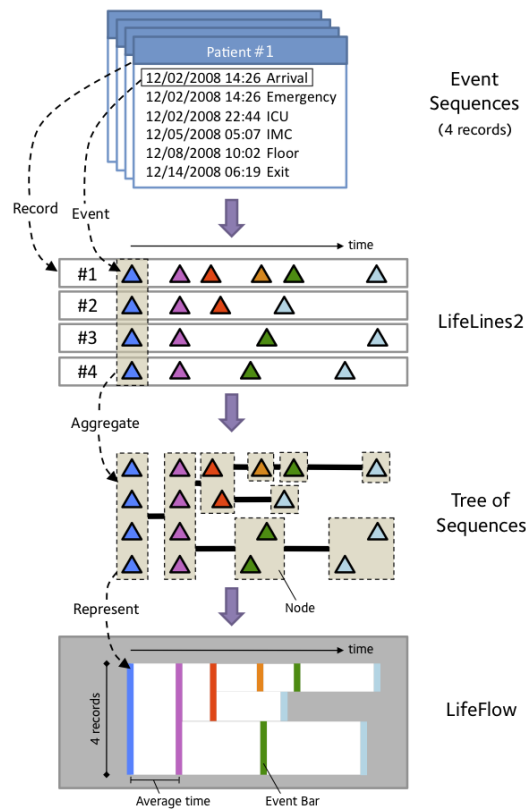 Patient #1
12/02/2008 14:26 Arrival
12/02/2008 14:26 Emergency
12/02/2008 22:44 ICU
12/05/2008 05:07 IMC
12/08/2008 10:02 Floor
12/14/2008 06:19 Exit
Event
Sequences
(4 records)
Record
Event
time
#1
#2
#3
#4
LifeLines2
Aggregate
Tree of
Sequences
Node
Represent
time
4 records
LifeFlow
Average time
Event Bar